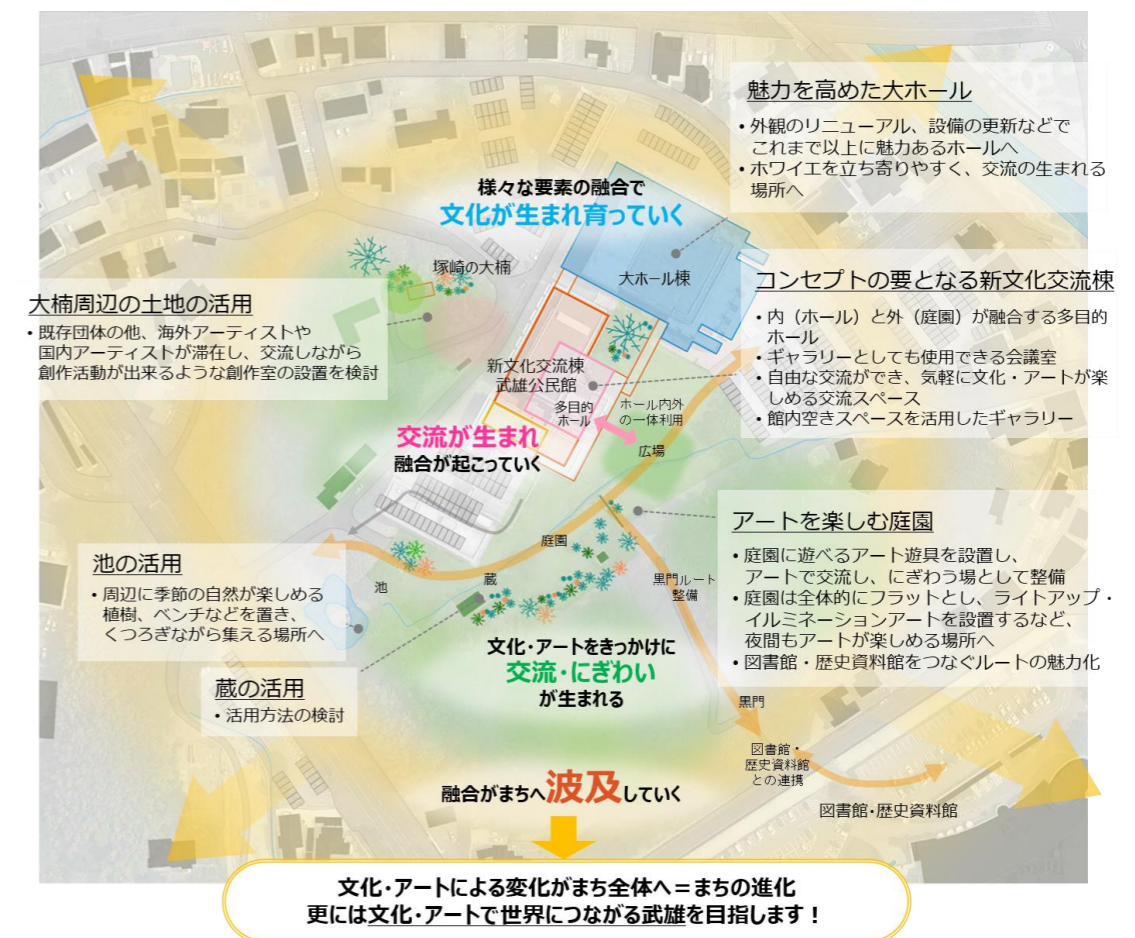 魅力を高めた大ホール
・外観のリニューアル、設備の更新などで
これまで以上に魅力あるホールへ
・ホワイエを立ち寄りやすく、交流の生まれる
場所へ
様々な要素の融合で
文化が生まれ育っていく
塚崎の大楠
大ホール棟
コンセプトの要となる新文化交流棟
・内（ホール）と外（庭園）が融合する多目的
ホール
・ギャラリーとしても使用できる会議室
・自由な交流ができ、気軽に文化・アートが楽
しめる交流スペース
・館内空きスペースを活用したギャラリー
大楠周辺の土地の活用
・既存団体の他、海外アーティストや
国内アーティストが滞在し、交流しながら
創作活動が出来るような創作室の設置を検討
新文化交流棟
武雄公民館
多目的
ホール
ホール内外
の一体利用
広場
交流が生まれ
融合が起こっていく
アートを楽しむ庭園
・庭園に遊べるアート遊具を設置し、
アートで交流し、にぎわう場として整備
・庭園は全体的にフラットとし、ライトアップ・
イルミネーションアートを設置するなど、
夜間もアートが楽しめる場所へ
・図書館・歴史資料館をつなぐルートの魅力化
庭園
池
蔵
黒門ルート
整備
池の活用
・周辺に季節の自然が楽しめる
植樹、ベンチなどを置き、
くつろぎながら集える場所へ
文化・アートをきっかけに
交流・にぎわい
が生まれる
蔵の活用
・活用方法の検討
黒門
図書館・
歴史資料館
との連携
図書館・歴史資料館
融合がまちへ波及していく
文化・アートによる変化がまち全体へ＝まちの進化
更には文化・アートで世界につながる武雄を目指します！